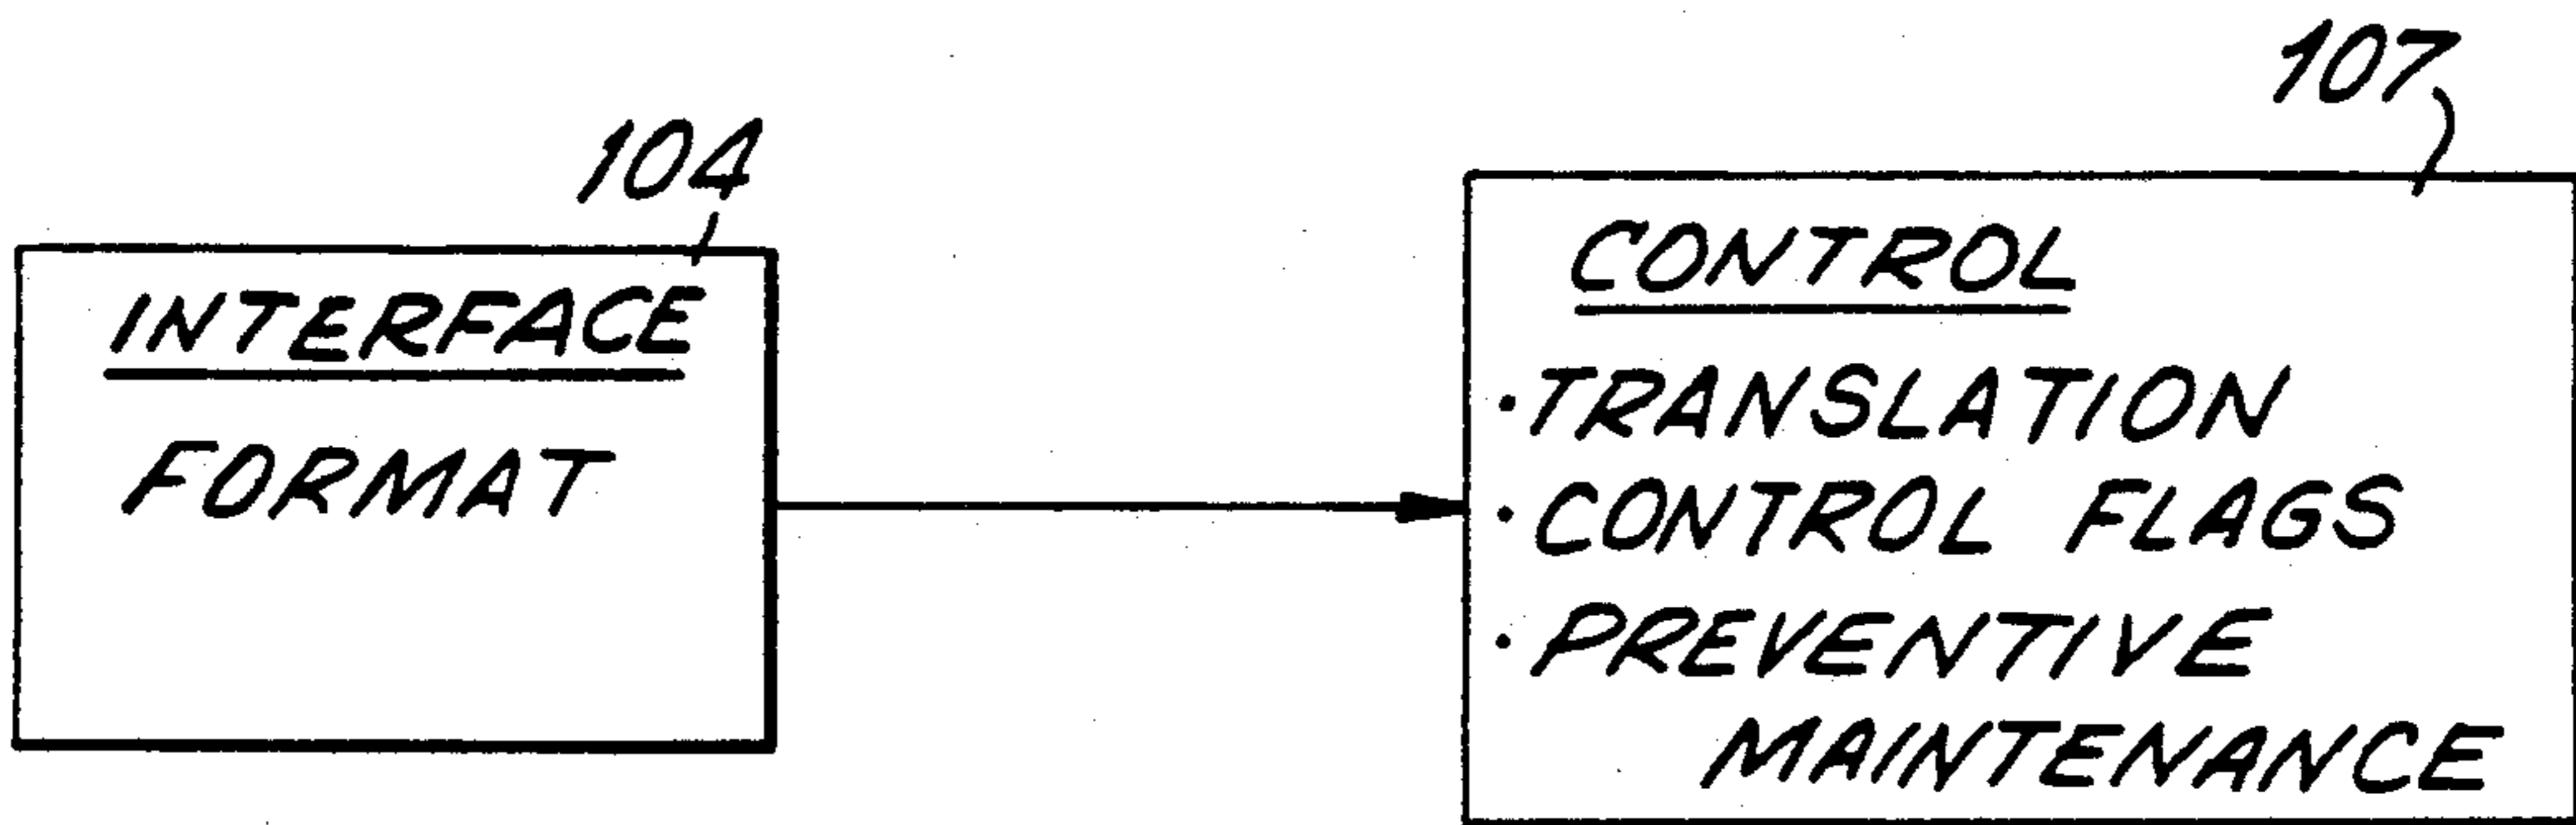 104
INTERFACE
FORMAT
107
CONTROL
·TRANSLATION
·CONTROL FLAGS
·PREVENTIVE
MAINTENANCE